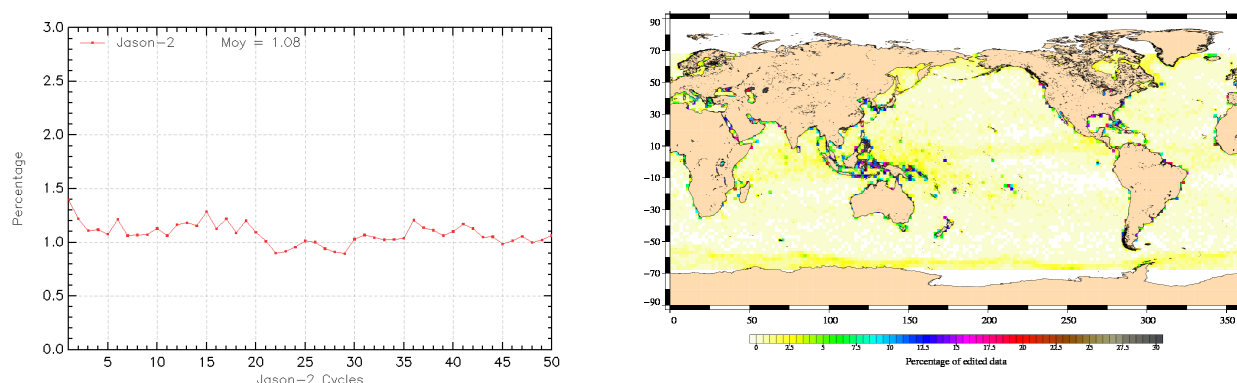 3.0
Jason-2 Moy = 1.08
2.5
2.0
1.5
1.0
0.5
0.0
Percentage
5 10 15 20 25 30 35 40 45 50
Jason-2 Cycles
90
70
50
30
10
-10
-30
-50
-70
-90
0 50 100 150 200 250 300 350
0 2.5 5 7.5 10 12.5 15 17.5 20 22.5 25 27.5 30
Percentage of edited data